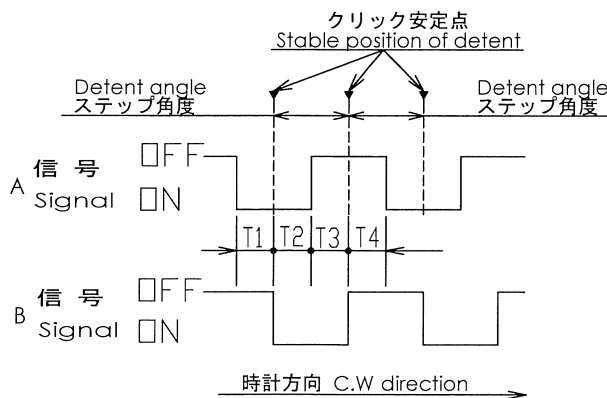 クリック安定点
Stable position of detent
Detent angle
ステップ角度
Detent angle
ステップ角度
A 信号 OFF
Signal ON
T1 T2 T3 T4
B 信号 OFF
Signal ON
時計方向 C.W direction